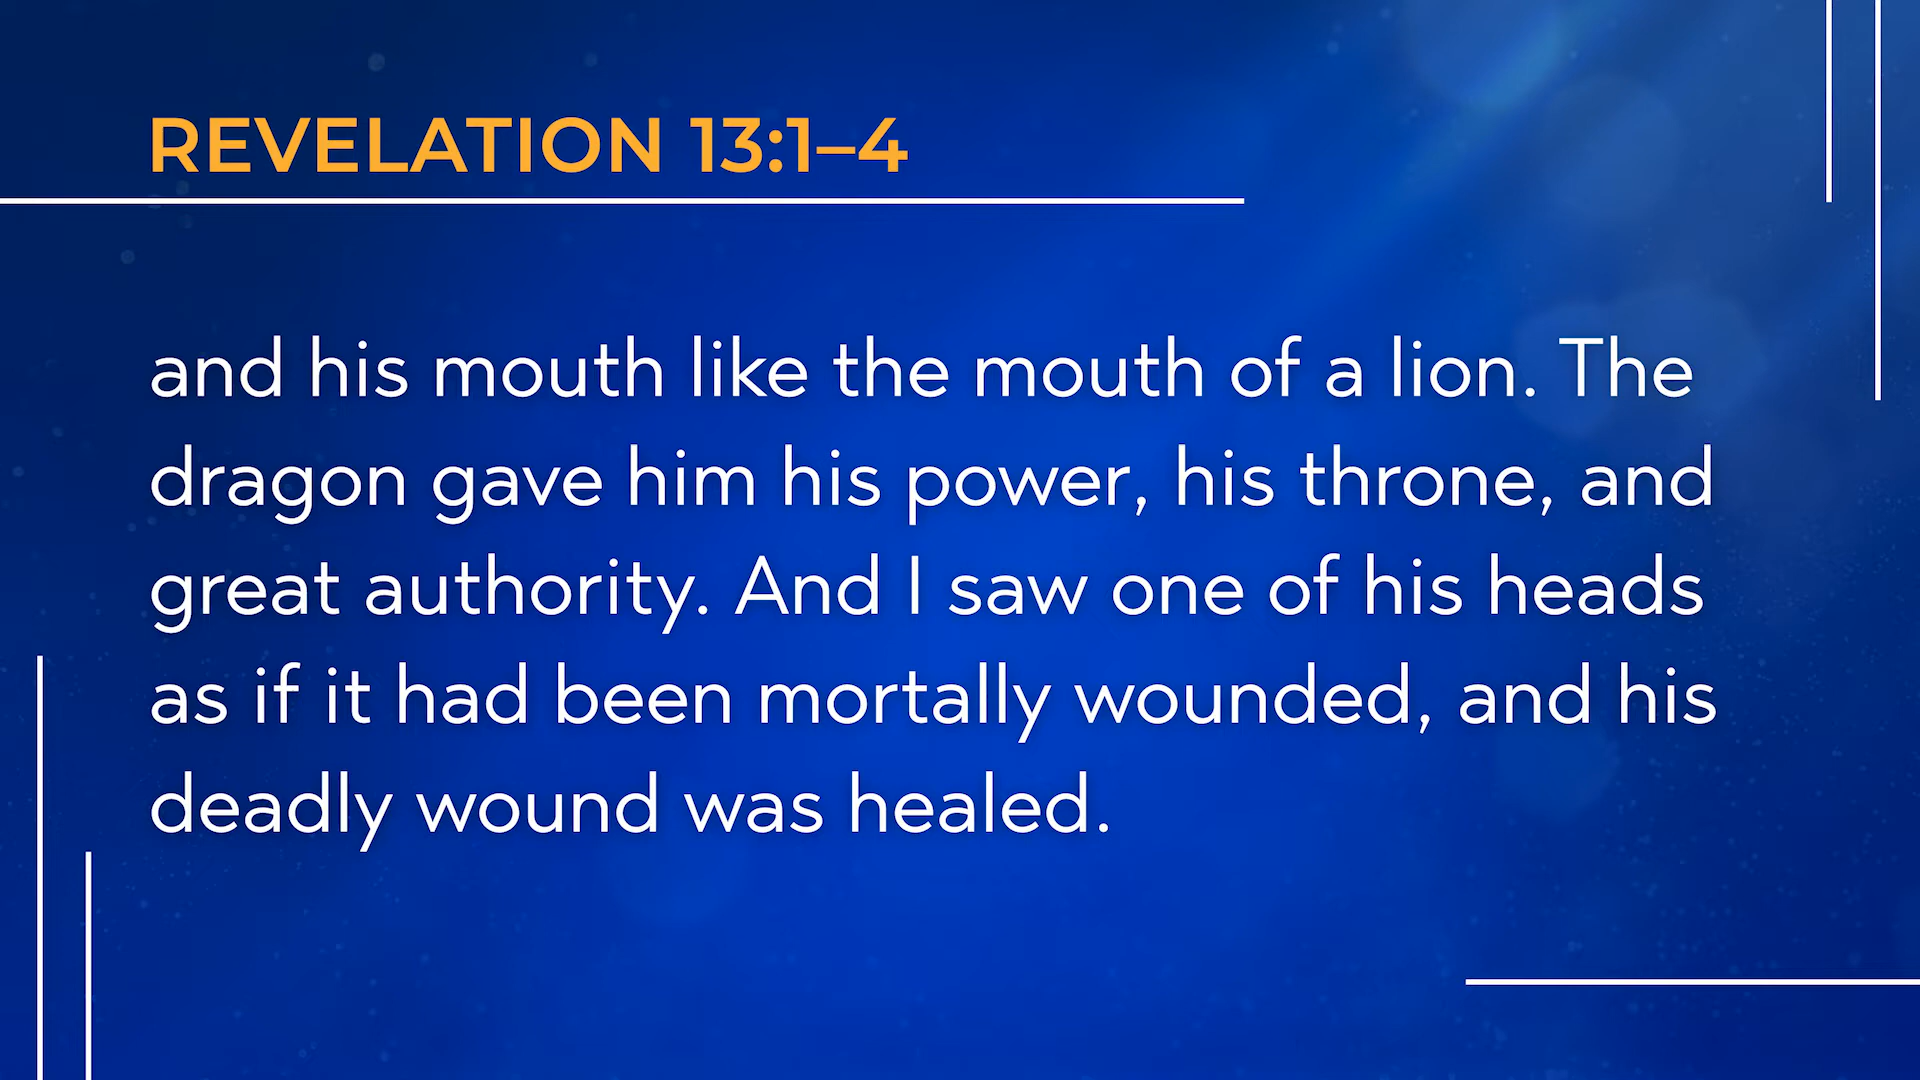 REVELATION 13:1–4
and his mouth like the mouth of a lion. The
dragon gave him his power, his throne, and
great authority. And I saw one of his heads
as if it had been mortally wounded, and his
deadly wound was healed.